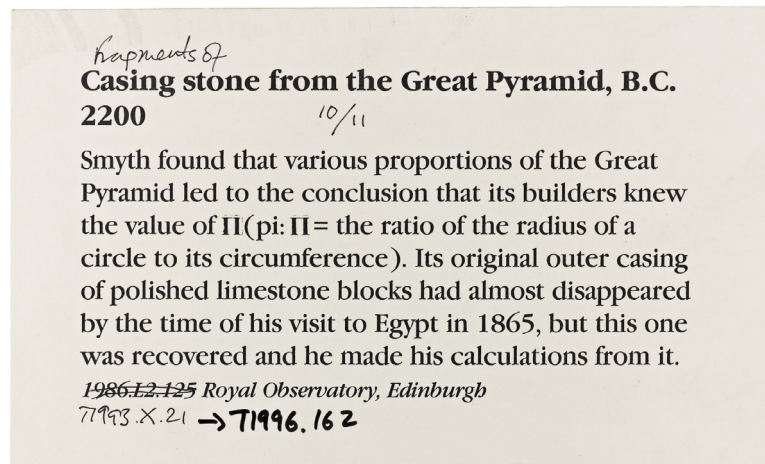 fragments of
Casing stone from the Great Pyramid, B.C.
2200
10/11
Smyth found that various proportions of the Great
Pyramid led to the conclusion that its builders knew
the value of Π(pi: Π= the ratio of the radius of a
circle to its circumference). Its original outer casing
of polished limestone blocks had almost disappeared
by the time of his visit to Egypt in 1865, but this one
was recovered and he made his calculations from it.
1986.L2.125 Royal Observatory, Edinburgh
T1993.X.21 → T1996.162